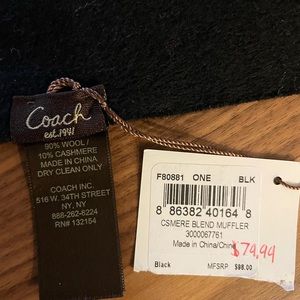 Coach
est. 1941
90% WOOL /
10% CASHMERE
MADE IN CHINA
DRY CLEAN ONLY
COACH INC.
516 W. 34TH STREET
NY, NY
888-262-6224
RN# 132154
F80881 ONE BLK
8 86382 40164 8
CSMERE BLEND MUFFLER
3000067761
Made in China/Chine
$79.99
Black MFSRP $98.00